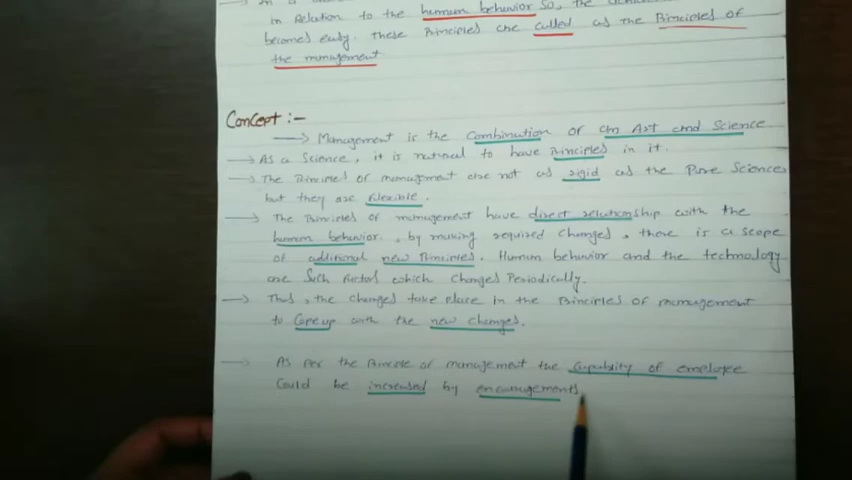 in Relation to the human behavior so, the
becomes easy. these Principles are called as the Principles of
the management
Concept :-
→ Management is the Combination of an Art and Science
→ As a Science, it is natural to have Principles in it.
→ The Principles of management are not as rigid as the Pure Science
but they are flexible.
→ The Principles of management have direct relationship with the
human behavior, by making required changes, there is a scope
of additional new Principles. Human behavior and the technology
are such factors which changes Periodically.
→ Thus, the changes take place in the Principles of management
to Cope up with the new changes.
→ As per the Principle of management the capability of employee
Could be increased by encouragements